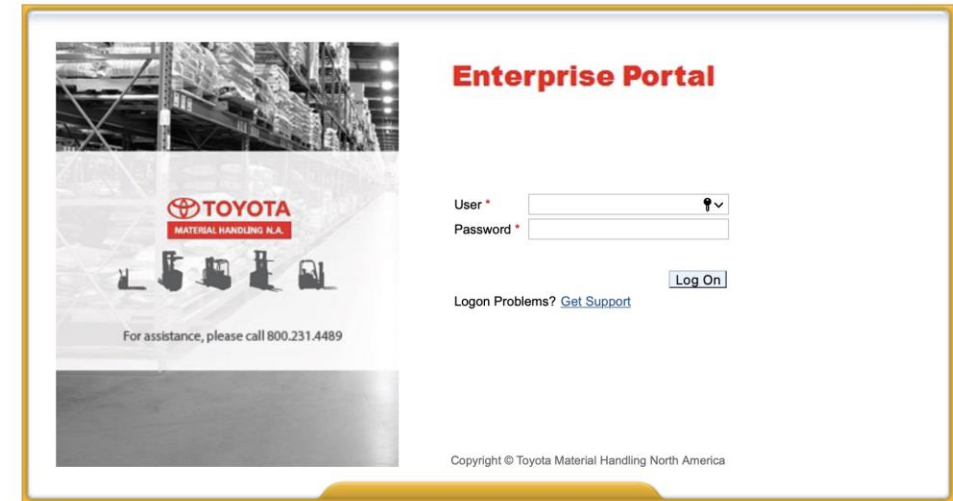 Enterprise Portal
TOYOTA
MATERIAL HANDLING N.A.
For assistance, please call 800.231.4489
User *
Password *
Log On
Logon Problems? Get Support
Copyright © Toyota Material Handling North America